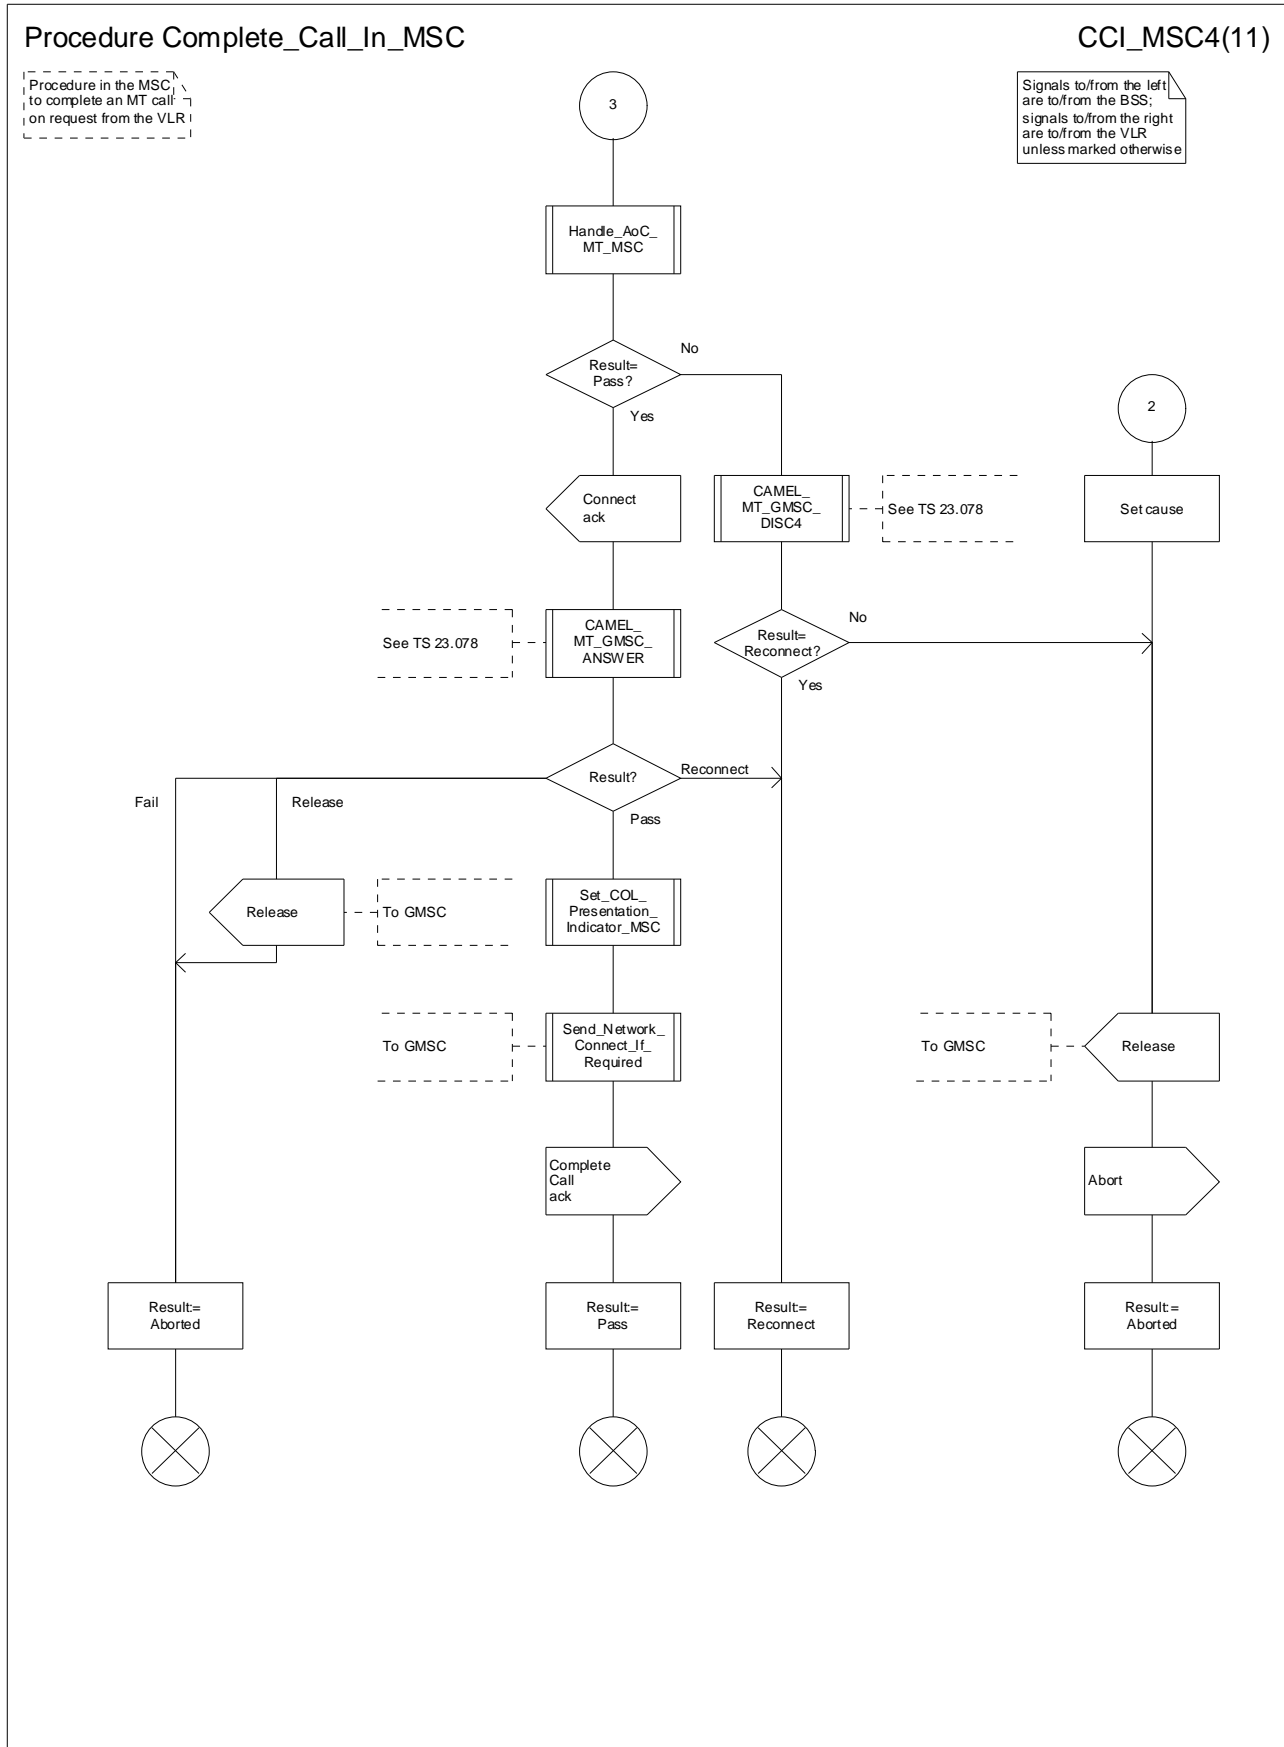 Procedure Complete_Call_In_MSC
CCI_MSC4(11)
Procedure in the MSC
to complete an MT call
on request from the VLR
Signals to/from the left
are to/from the BSS;
signals to/from the right
are to/from the VLR
unless marked otherwise
3
Handle_AoC_
MT_MSC
Result=
Pass?
No
Yes
2
Connect
ack
CAMEL_
MT_GMSC_
DISC4
See TS 23.078
Set cause
See TS 23.078
CAMEL_
MT_GMSC_
ANSWER
Result=
Reconnect?
No
Yes
Result?
Reconnect
Fail
Release
Pass
Release
To GMSC
Set_COL_
Presentation_
Indicator_MSC
To GMSC
Send_Network_
Connect_If_
Required
To GMSC
Release
Complete
Call
ack
Abort
Result:=
Aborted
Result:=
Pass
Result:=
Reconnect
Result:=
Aborted